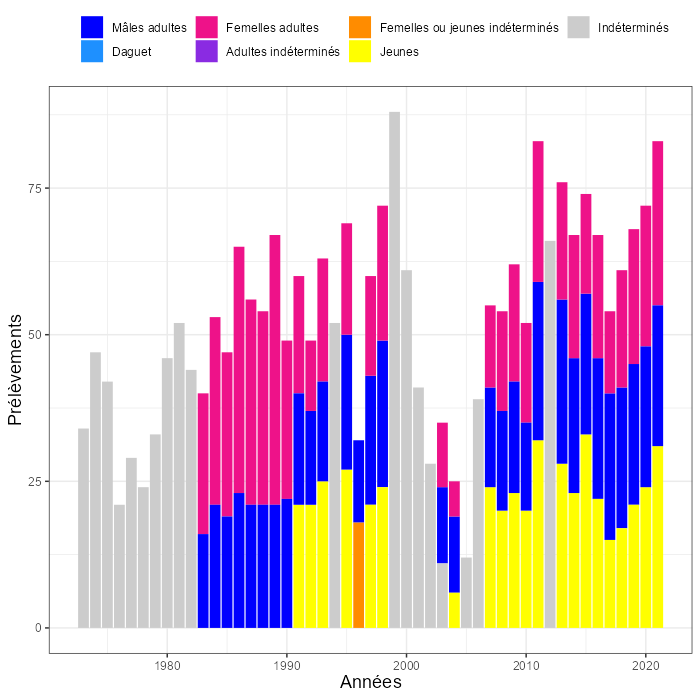 Mâles adultes Femelles adultes Femelles ou jeunes indéterminés Indéterminés
Daguet Adultes indéterminés Jeunes
75
50
25
0
Prélèvements
1980 1990 2000 2010 2020
Années